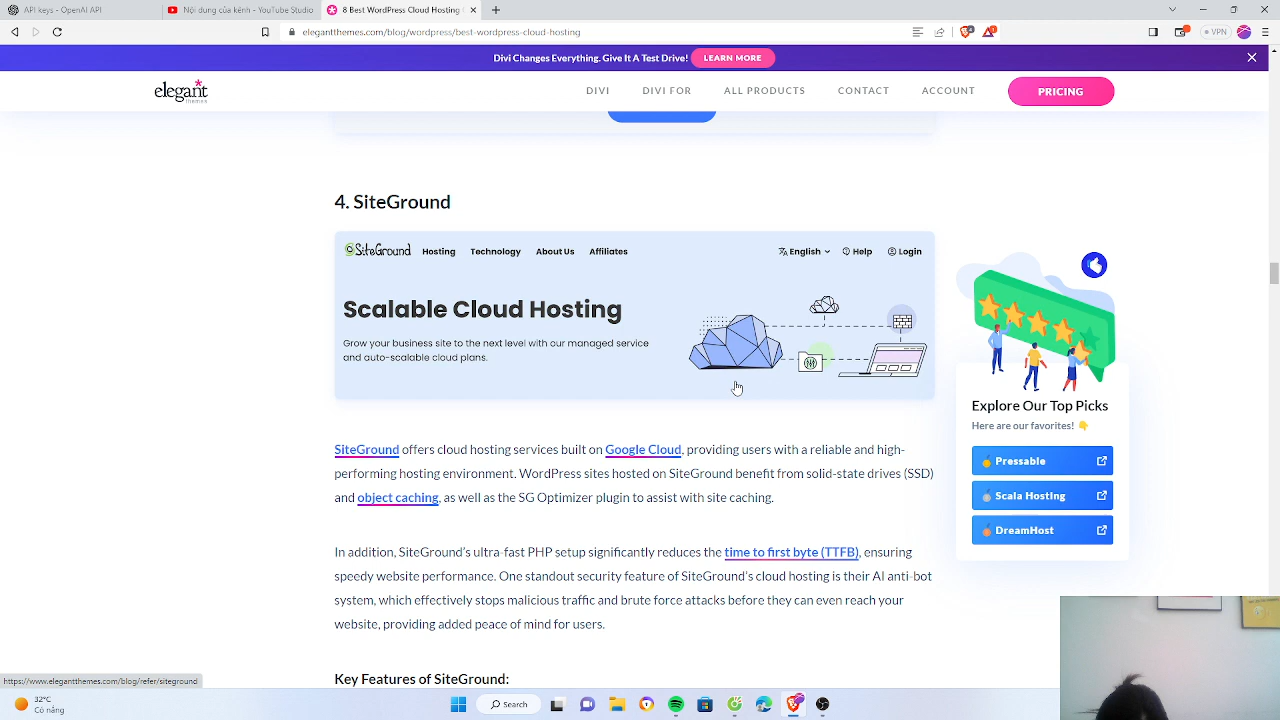 API keys - OpenAI API
Nội dung của kênh - YouTube Studio
8 Best WordPress Cloud Hosting
elegantthemes.com/blog/wordpress/best-wordpress-cloud-hosting
VPN
Divi Changes Everything. Give It A Test Drive!
LEARN MORE
elegant
themes
DIVI
DIVI FOR
ALL PRODUCTS
CONTACT
ACCOUNT
PRICING
4. SiteGround
SiteGround
Hosting
Technology
About Us
Affiliates
English
Help
Login
Scalable Cloud Hosting
Grow your business site to the next level with our managed service
and auto-scalable cloud plans.
SiteGround offers cloud hosting services built on Google Cloud, providing users with a reliable and high-
performing hosting environment. WordPress sites hosted on SiteGround benefit from solid-state drives (SSD)
and object caching, as well as the SG Optimizer plugin to assist with site caching.
In addition, SiteGround's ultra-fast PHP setup significantly reduces the time to first byte (TTFB), ensuring
speedy website performance. One standout security feature of SiteGround's cloud hosting is their AI anti-bot
system, which effectively stops malicious traffic and brute force attacks before they can even reach your
website, providing added peace of mind for users.
Key Features of SiteGround:
Explore Our Top Picks
Here are our favorites!
Pressable
Scala Hosting
DreamHost
https://www.elegantthemes.com/blog/refer/siteground
32°C
Có nắng
Search